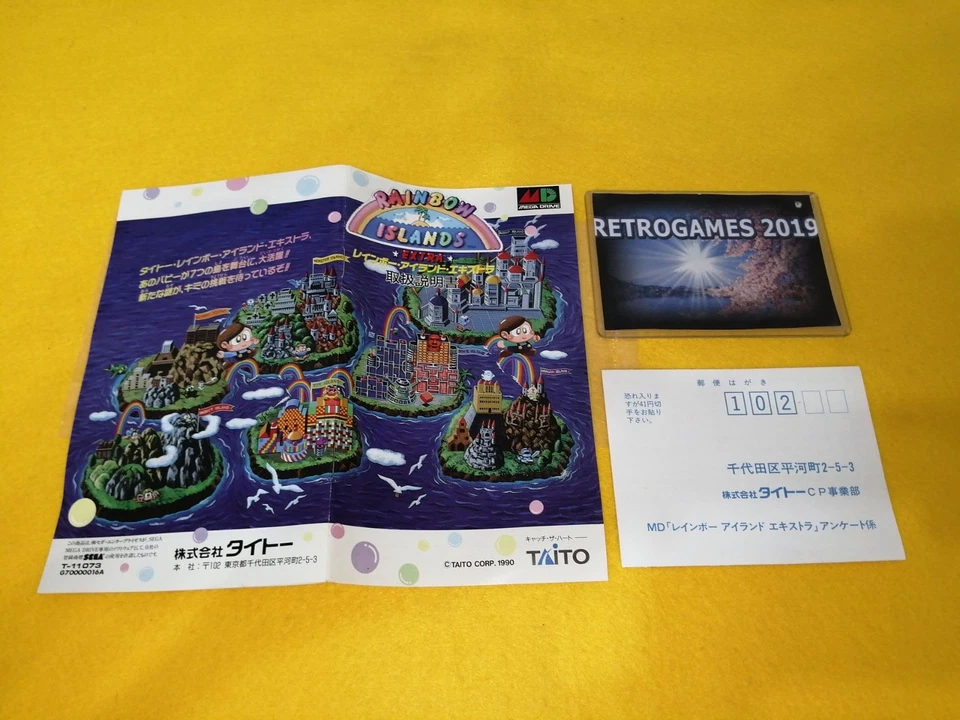 タイトー・レインボー・アイランド・エキストラ、
あのバビーが7つの島を舞台に、大活躍!!
新たな謎が、キミの挑戦を待っているぞ!!
T-11073
G70000016A
株式会社 タイトー
本 社:〒102 東京都千代田区平河町2-5-3
RAINBOW
ISLANDS
★EXTRA★
レインボー・アイランド・エキストラ
取扱説明
MD
MEGA DRIVE
キャッチ・ザ・ハート
TAITO
©TAITO CORP. 1990
RETROGAMES 2019
郵便はがき
恐れ入りま
すが41円切
手をお貼り
下さい。
102
千代田区平河町2-5-3
株式会社タイトーCP事業部
MD「レインボー アイランド エキストラ」アンケート係